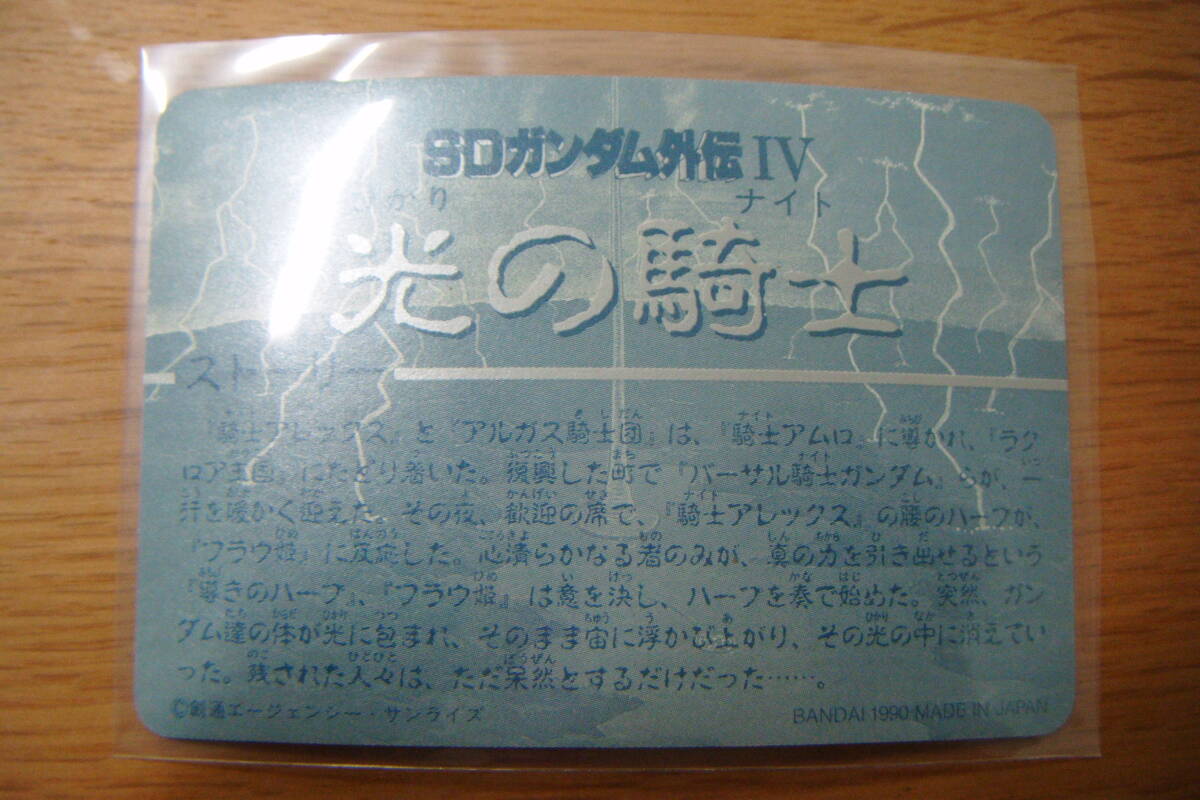 SDガンダム外伝 IV
ひかり ナイト
光の騎士
ストーリー
『騎士アレックス』と『アルガス騎士団』は、『騎士アムロ』に導かれ、『ラク
ロア王国』にたどり着いた。復興した町で『バーサル騎士ガンダム』らが、一
行を暖かく迎えた。その夜、歓迎の席で、『騎士アレックス』の腰のハープが、
『フラウ姫』に反応した。心清らかなる者のみが、真の力を引き出せるという
『導きのハープ』、『フラウ姫』は意を決し、ハープを奏で始めた。突然、ガン
ダム達の体が光に包まれ、そのまま宙に浮かび上がり、その光の中に消えてい
った。残された人々は、ただ呆然とするだけだった……。
©創通エージェンシー・サンライズ
BANDAI 1990 MADE IN JAPAN